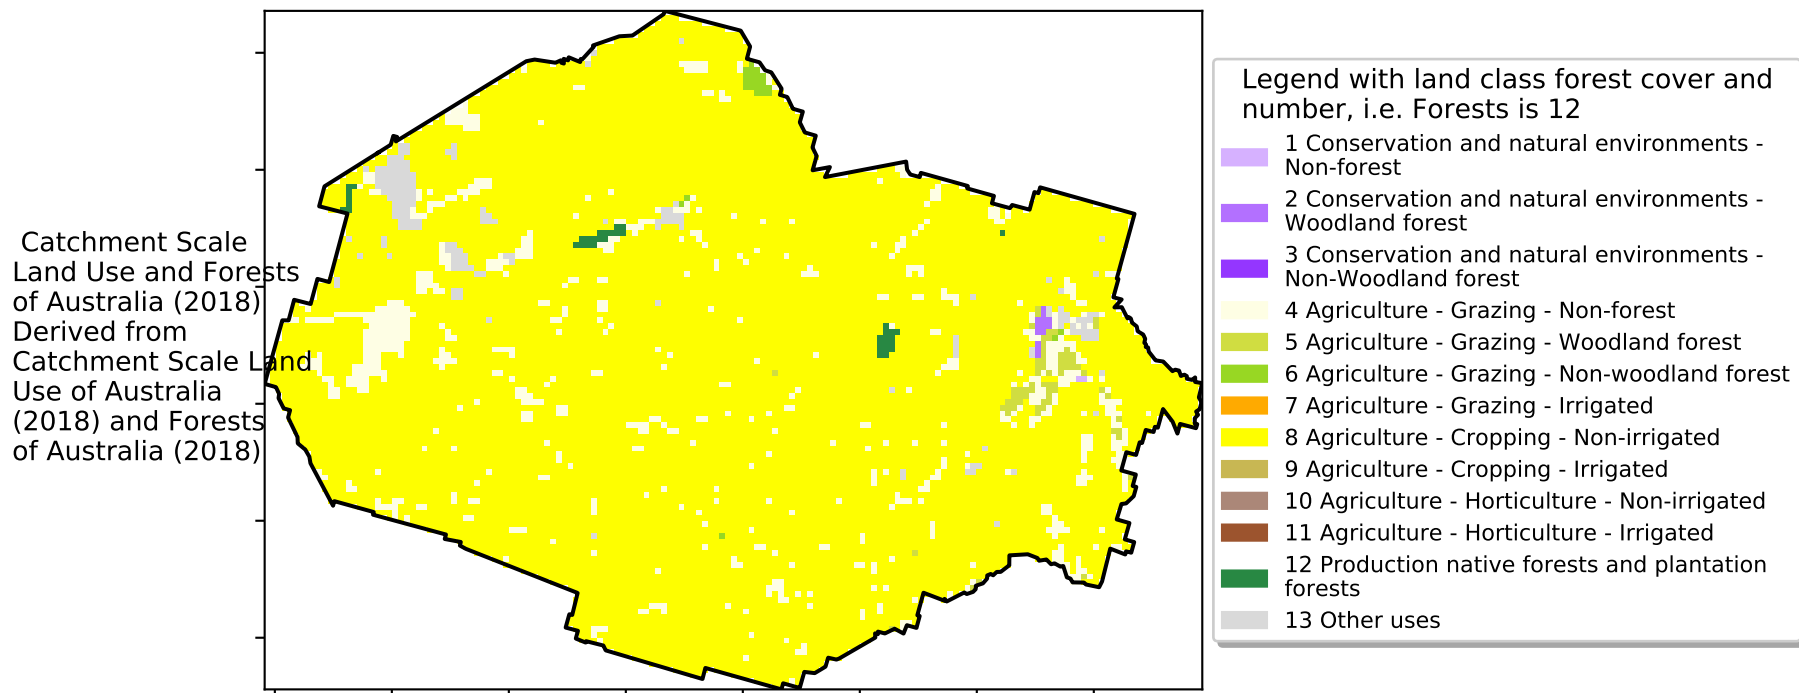 Catchment Scale
Land Use and Forests
of Australia (2018)
Derived from
Catchment Scale Land
Use of Australia
(2018) and Forests
of Australia (2018)
Legend with land class forest cover and
number, i.e. Forests is 12
1 Conservation and natural environments -
Non-forest
2 Conservation and natural environments -
Woodland forest
3 Conservation and natural environments -
Non-Woodland forest
4 Agriculture - Grazing - Non-forest
5 Agriculture - Grazing - Woodland forest
6 Agriculture - Grazing - Non-woodland forest
7 Agriculture - Grazing - Irrigated
8 Agriculture - Cropping - Non-irrigated
9 Agriculture - Cropping - Irrigated
10 Agriculture - Horticulture - Non-irrigated
11 Agriculture - Horticulture - Irrigated
12 Production native forests and plantation
forests
13 Other uses